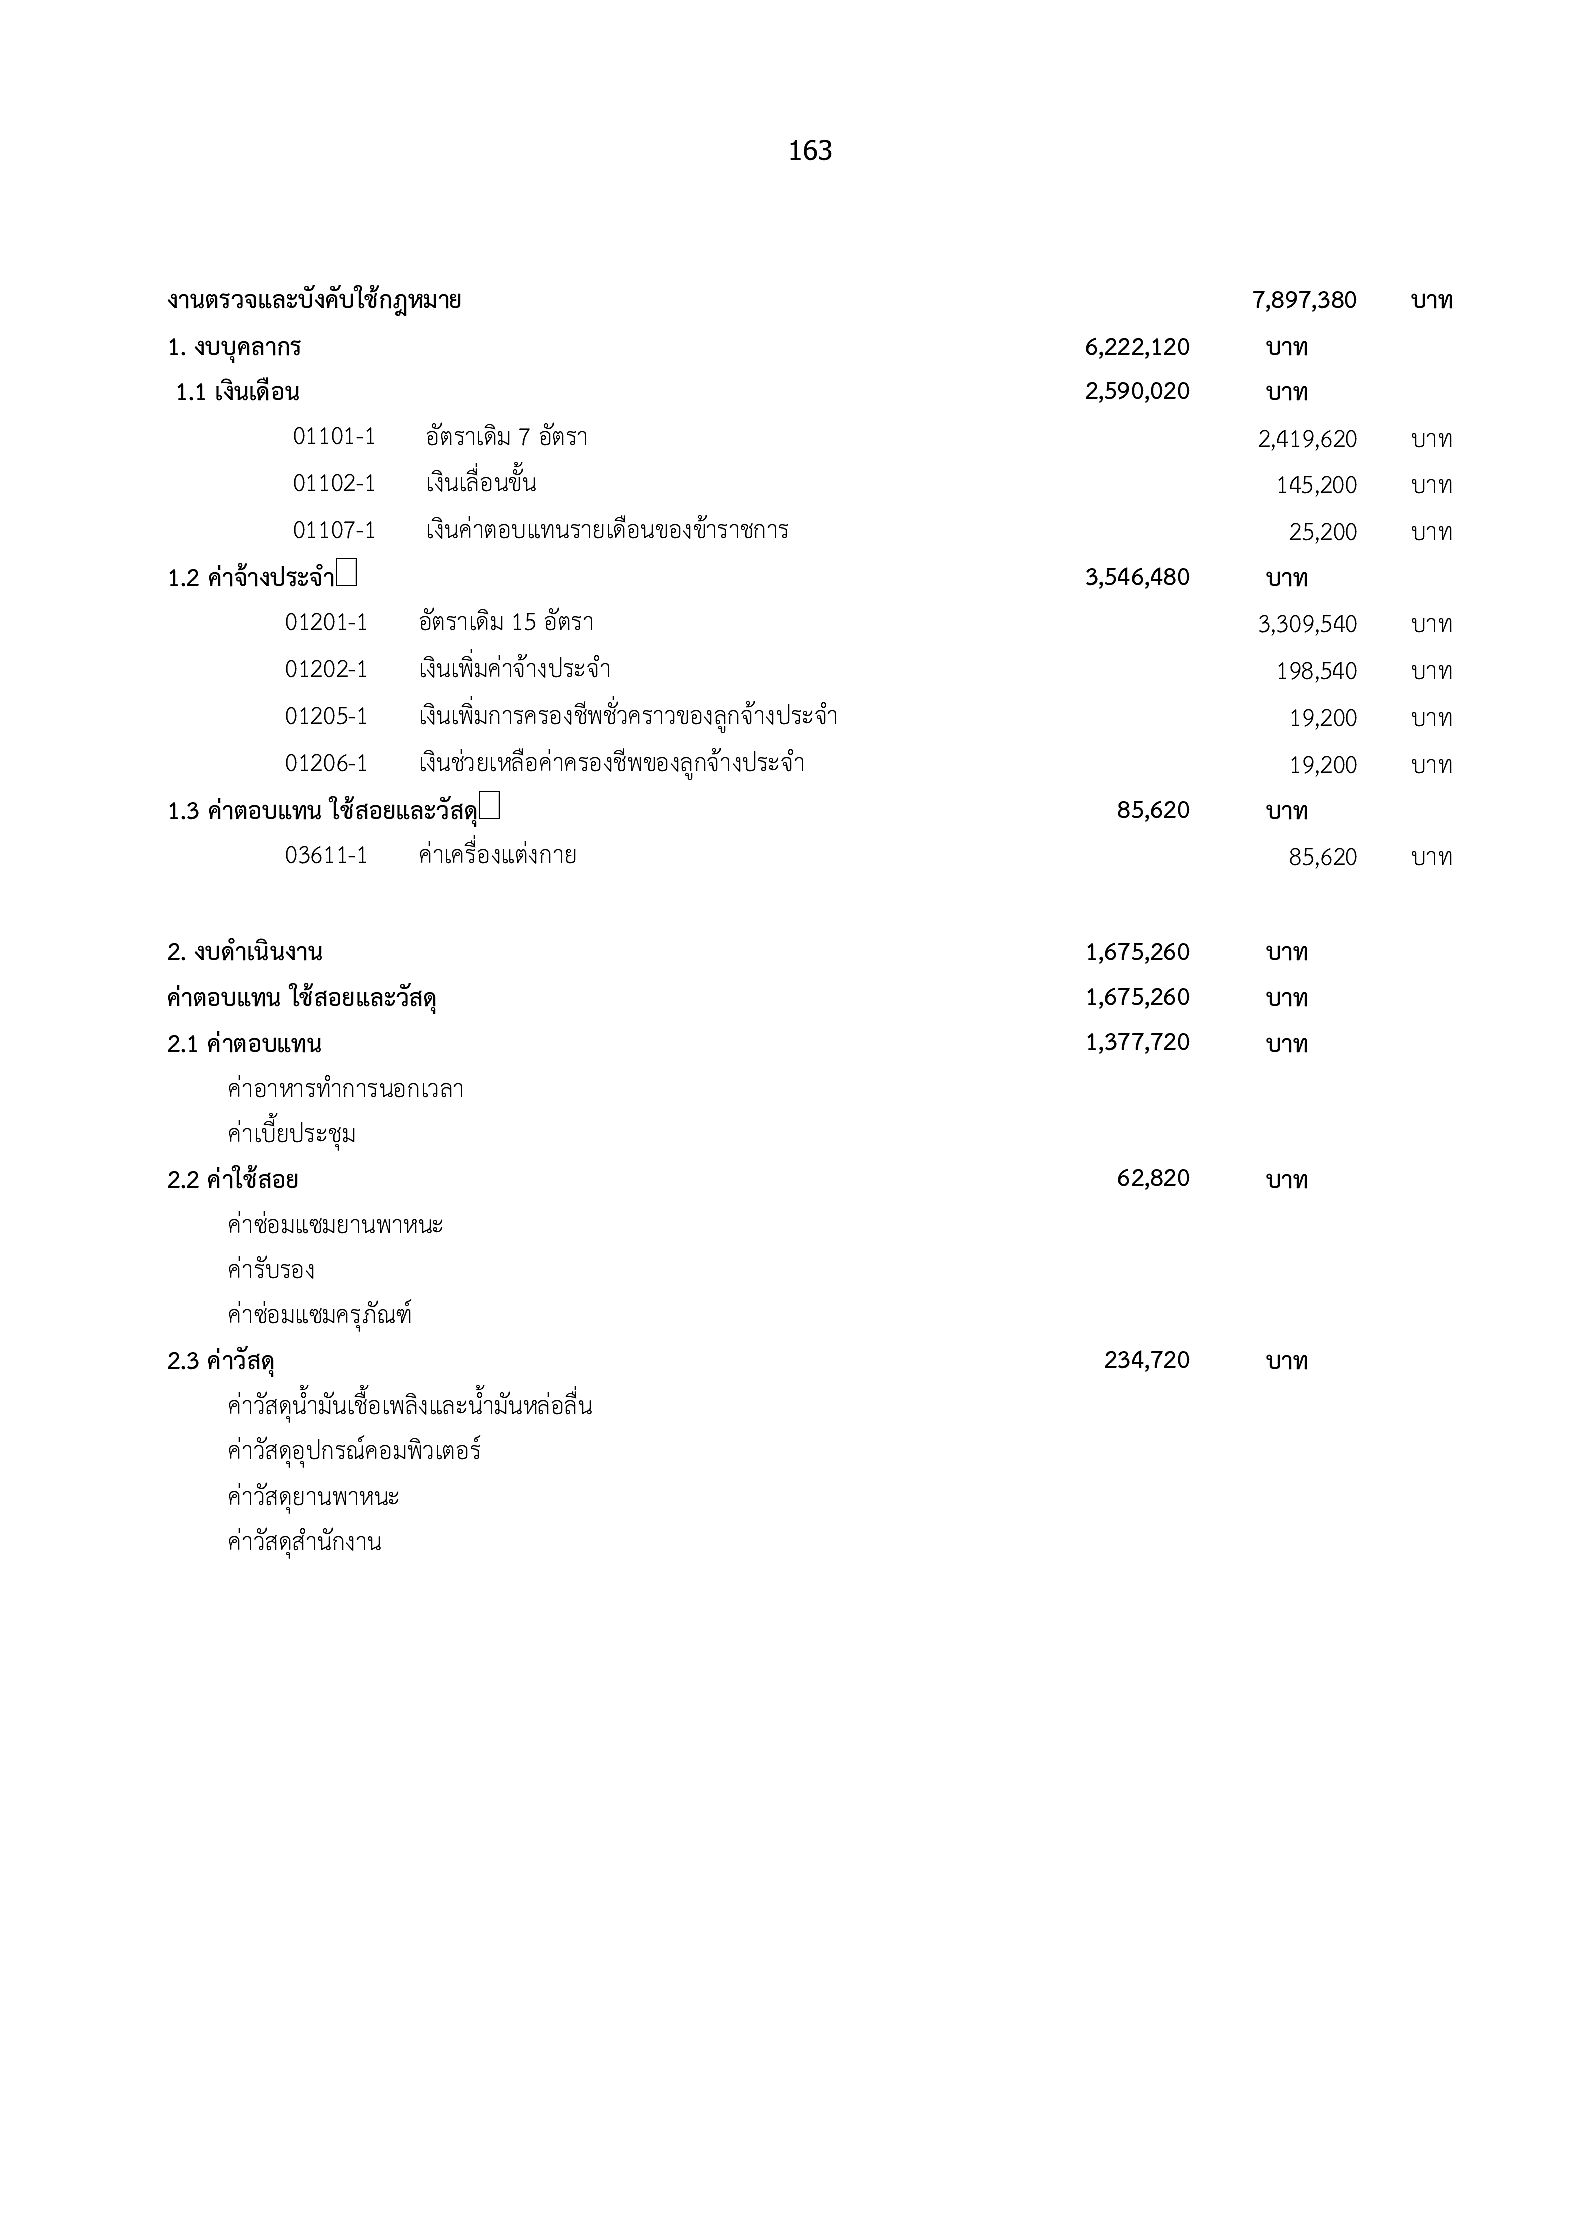 163
งานตรวจและบังคับใช้กฎหมาย 7,897,380 บาท
1. งบบุคลากร 6,222,120 บาท
1.1 เงินเดือน 2,590,020 บาท
01101-1 อัตราเดิม 7 อัตรา 2,419,620 บาท
01102-1 เงินเลื่อนขั้น 145,200 บาท
01107-1 เงินค่าตอบแทนรายเดือนของข้าราชการ 25,200 บาท
1.2 ค่าจ้างประจำ 3,546,480 บาท
01201-1 อัตราเดิม 15 อัตรา 3,309,540 บาท
01202-1 เงินเพิ่มค่าจ้างประจำ 198,540 บาท
01205-1 เงินเพิ่มการครองชีพชั่วคราวของลูกจ้างประจำ 19,200 บาท
01206-1 เงินช่วยเหลือค่าครองชีพของลูกจ้างประจำ 19,200 บาท
1.3 ค่าตอบแทน ใช้สอยและวัสดุ 85,620 บาท
03611-1 ค่าเครื่องแต่งกาย 85,620 บาท
2. งบดำเนินงาน 1,675,260 บาท
ค่าตอบแทน ใช้สอยและวัสดุ 1,675,260 บาท
2.1 ค่าตอบแทน 1,377,720 บาท
ค่าอาหารทำการนอกเวลา
ค่าเบี้ยประชุม
2.2 ค่าใช้สอย 62,820 บาท
ค่าซ่อมแซมยานพาหนะ
ค่ารับรอง
ค่าซ่อมแซมครุภัณฑ์
2.3 ค่าวัสดุ 234,720 บาท
ค่าวัสดุน้ำมันเชื้อเพลิงและน้ำมันหล่อลื่น
ค่าวัสดุอุปกรณ์คอมพิวเตอร์
ค่าวัสดุยานพาหนะ
ค่าวัสดุสำนักงาน